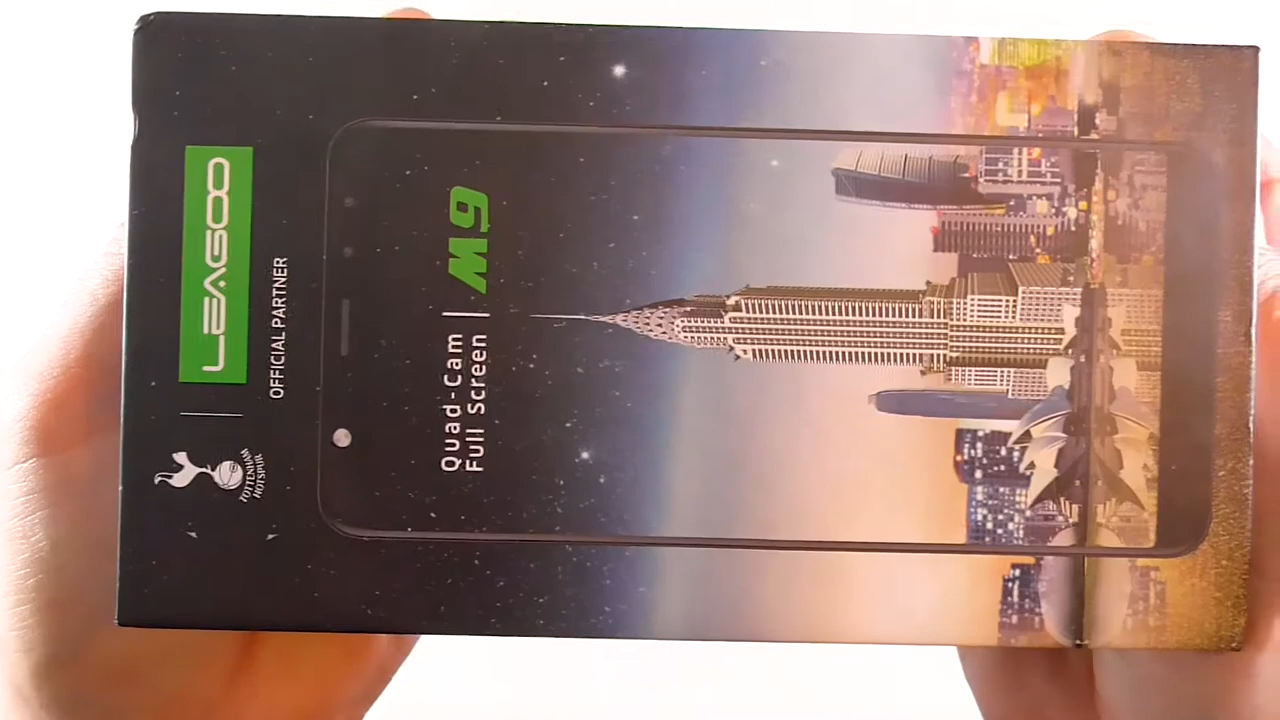 TOTTENHAM
HOTSPUR
LEAGOO
OFFICIAL PARTNER
Quad-Cam
Full Screen | M9